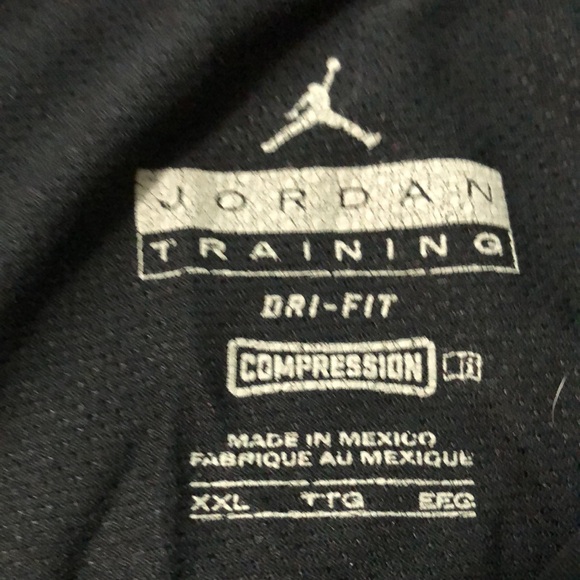 JORDAN
TRAINING
DRI-FIT
COMPRESSION
MADE IN MEXICO
FABRIQUE AU MEXIQUE
XXL TTG EEG